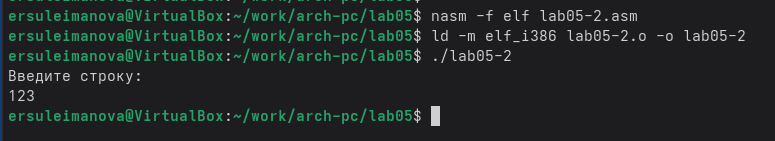 ersuleimanova@VirtualBox:~/work/arch-pc/lab05$ nasm -f elf lab05-2.asm
ersuleimanova@VirtualBox:~/work/arch-pc/lab05$ ld -m elf_i386 lab05-2.o -o lab05-2
ersuleimanova@VirtualBox:~/work/arch-pc/lab05$ ./lab05-2
Введите строку:
123
ersuleimanova@VirtualBox:~/work/arch-pc/lab05$